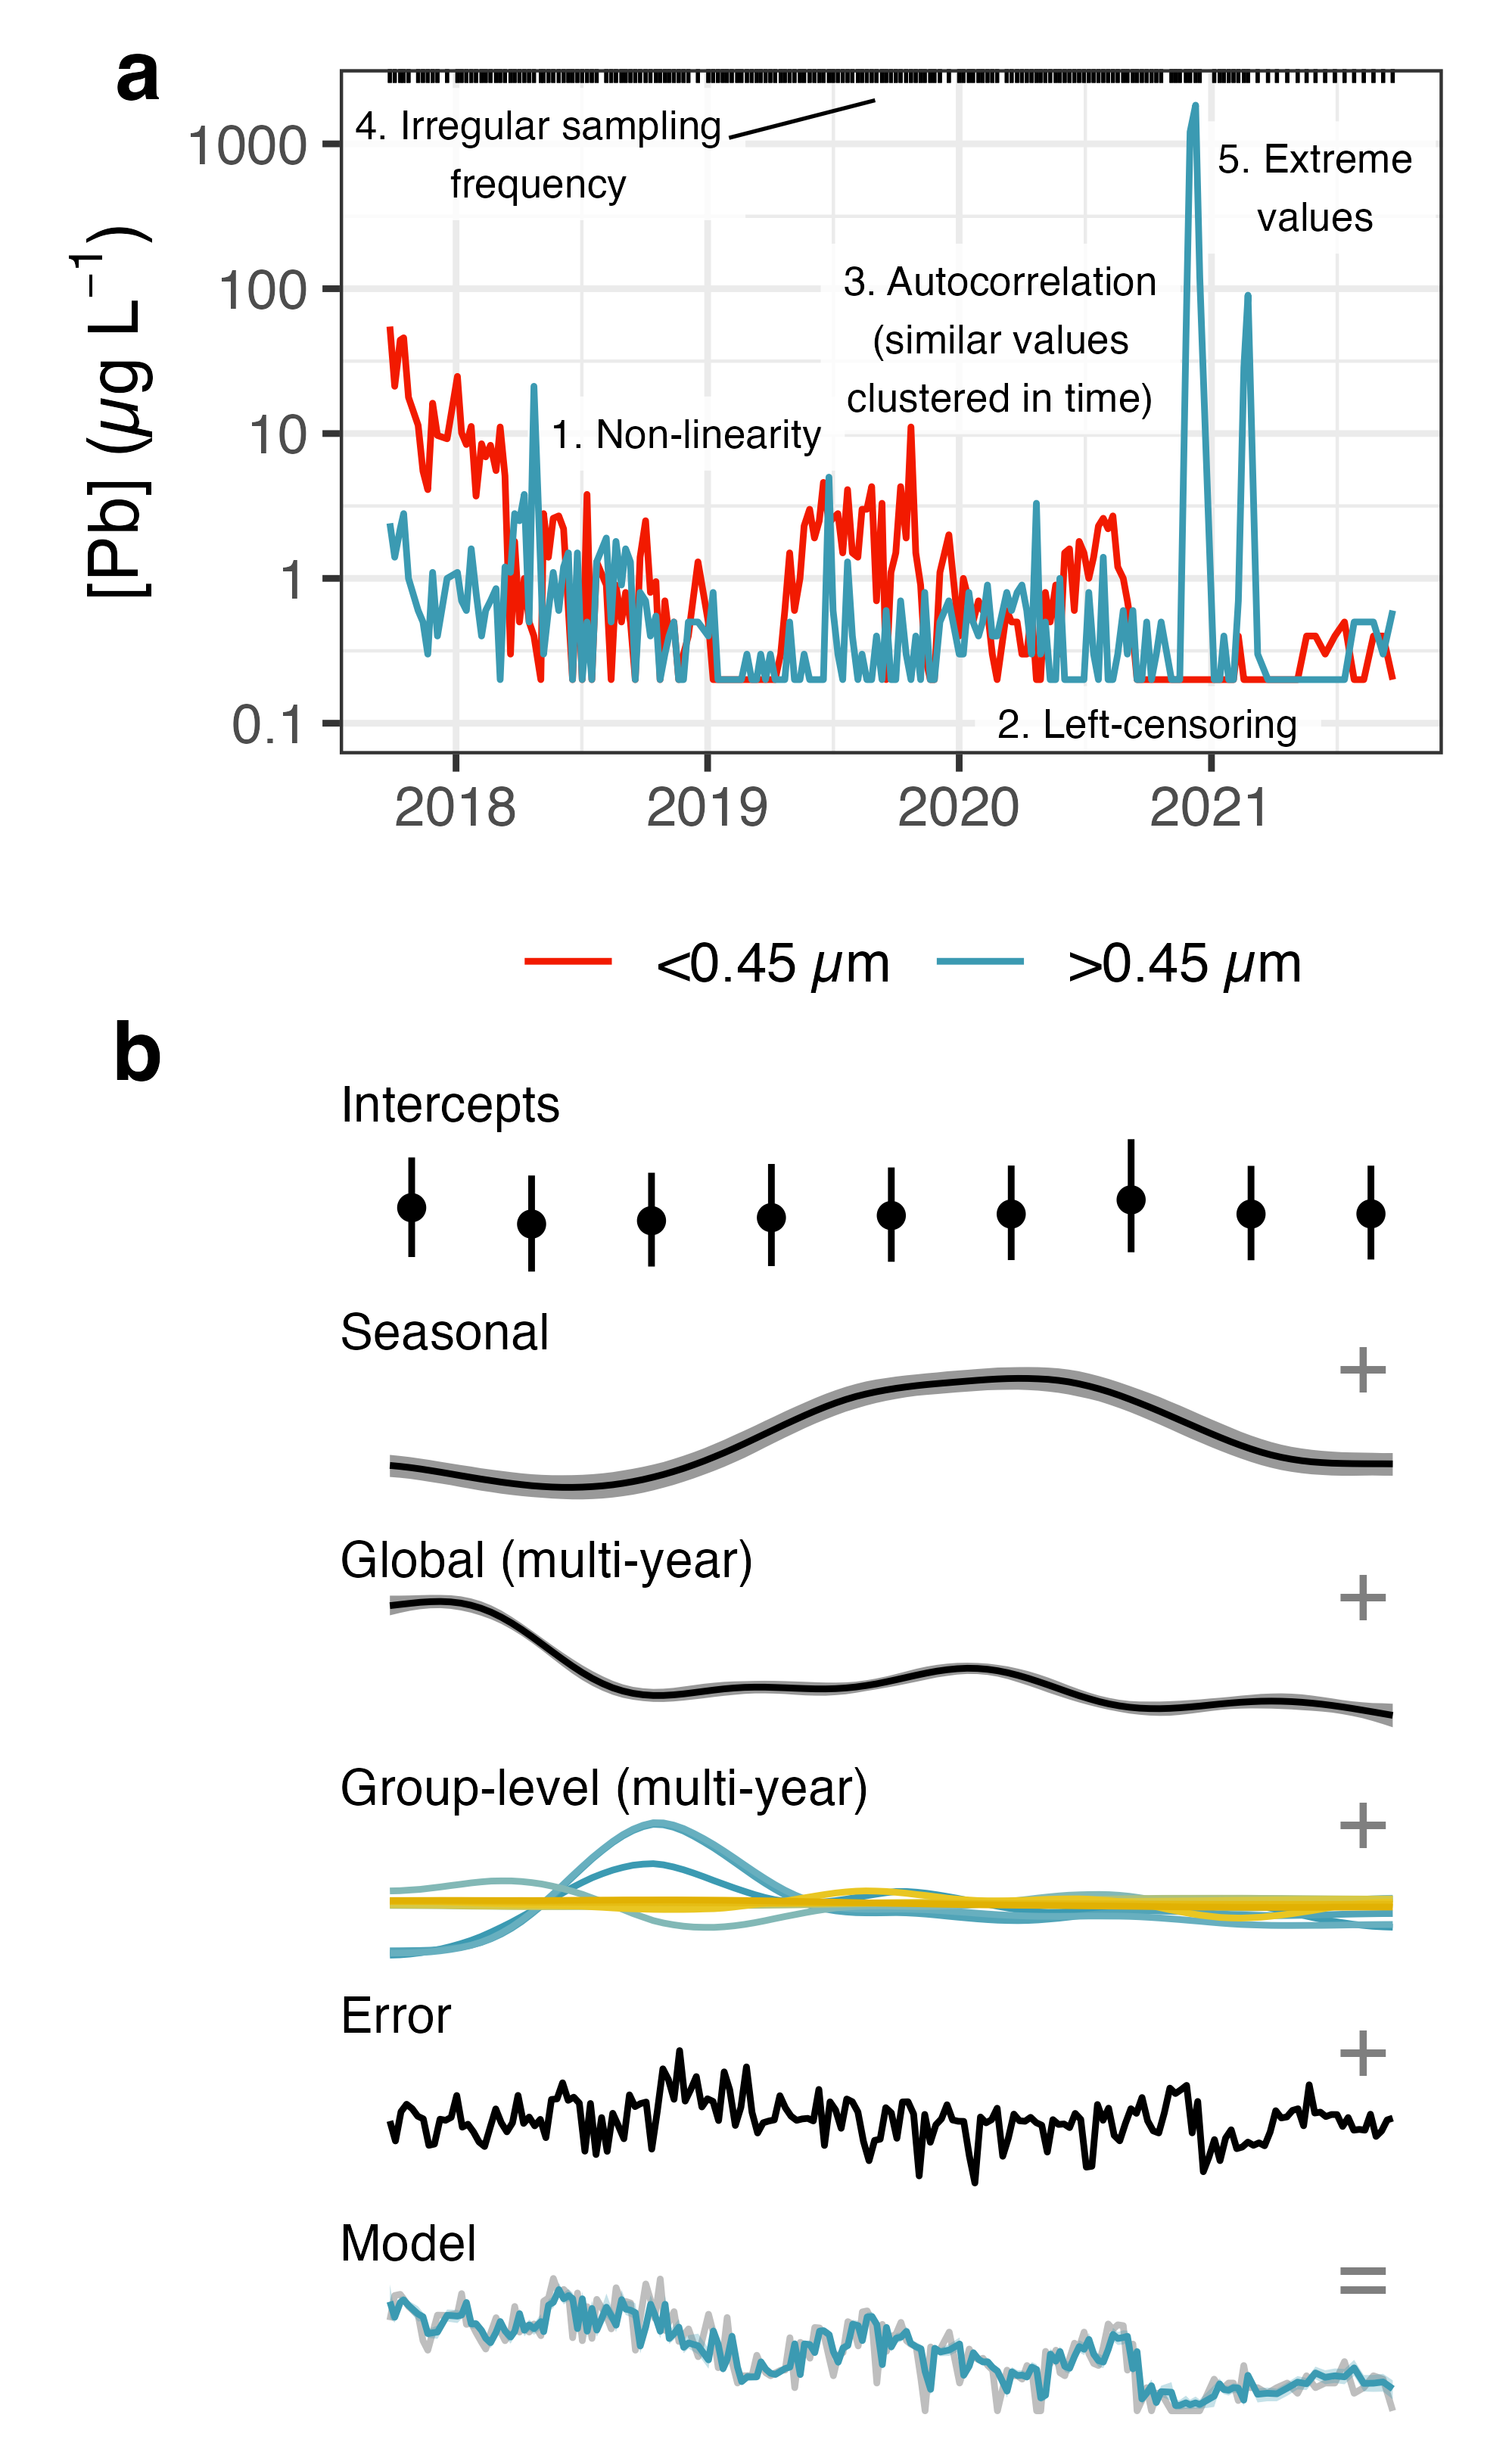 a
4. Irregular sampling
frequency
5. Extreme
values
3. Autocorrelation
(similar values
clustered in time)
1. Non-linearity
2. Left-censoring
[Pb] (µg L⁻¹)
1000
100
10
1
0.1
2018 2019 2020 2021
<0.45 µm >0.45 µm
b
Intercepts
Seasonal
+
Global (multi-year)
+
Group-level (multi-year)
+
Error
+
Model
=